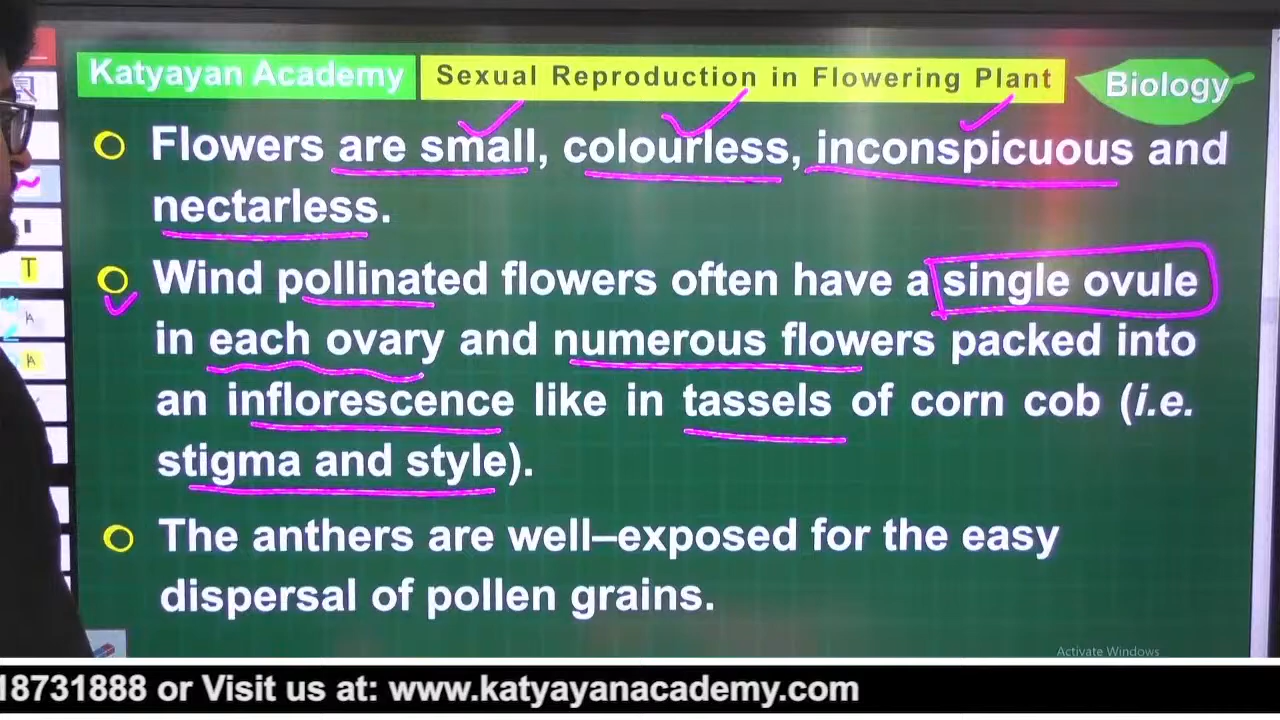 Katyayan Academy
Sexual Reproduction in Flowering Plant
Biology
Flowers are small, colourless, inconspicuous and
nectarless.
Wind pollinated flowers often have a single ovule
in each ovary and numerous flowers packed into
an inflorescence like in tassels of corn cob (i.e.
stigma and style).
The anthers are well–exposed for the easy
dispersal of pollen grains.
T
A
A
Activate Windows
18731888 or Visit us at: www.katyayanacademy.com